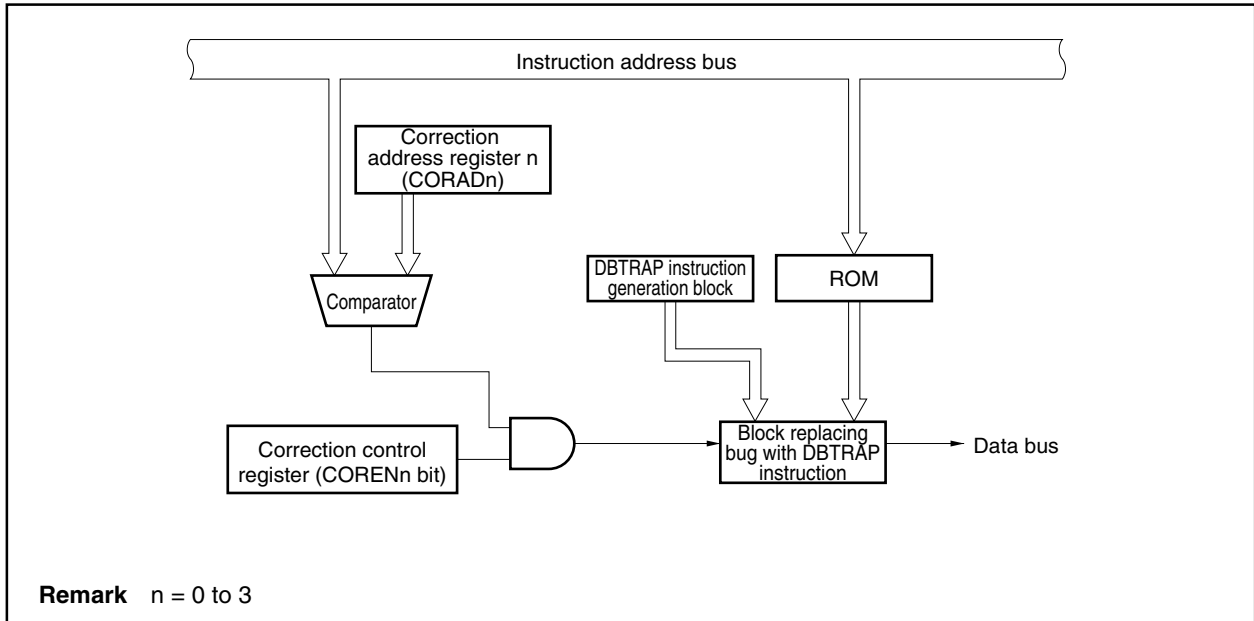 Instruction address bus
Correction
address register n
(CORADn)
DBTRAP instruction
generation block
ROM
Comparator
Correction control
register (CORENn bit)
Block replacing
bug with DBTRAP
instruction
Data bus
Remark n = 0 to 3